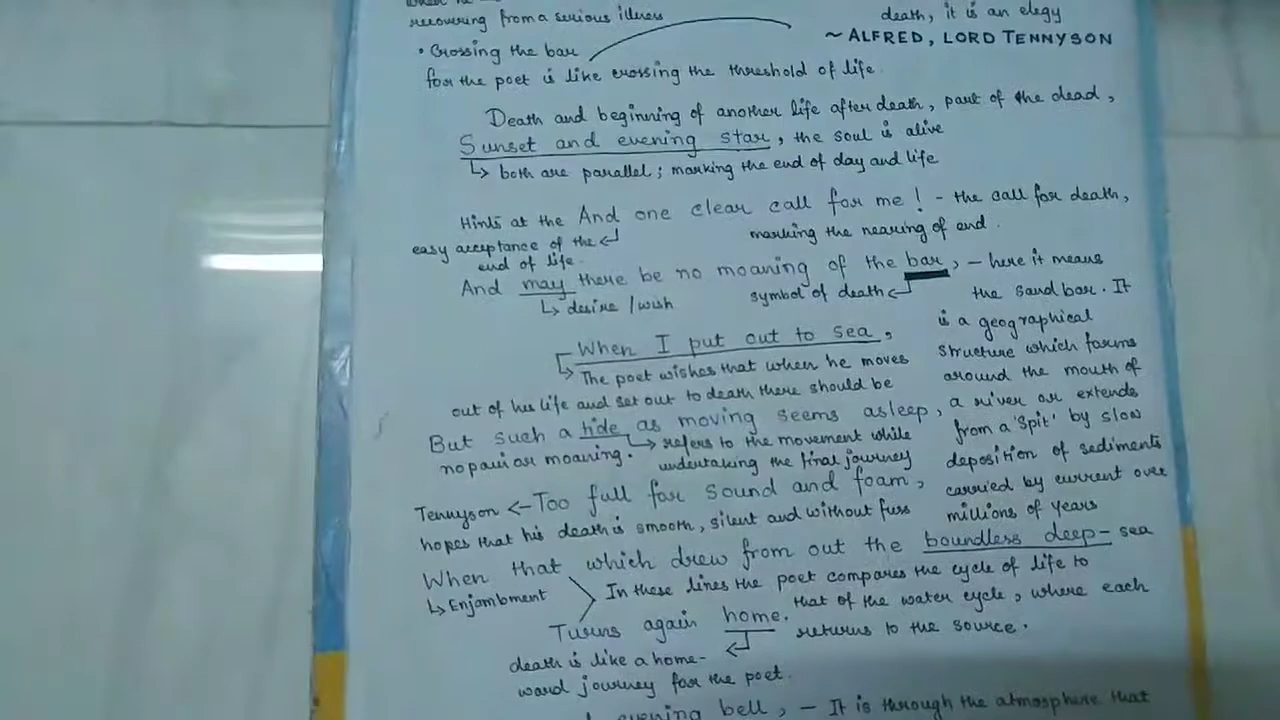 when he
recovering from a serious illness
death, it is an elegy
~ ALFRED, LORD TENNYSON
• Crossing the bar
for the poet is like crossing the threshold of life.
Death and beginning of another life after death, part of the dead,
Sunset and evening star, the soul is alive
↳ both are parallel; marking the end of day and life
Hints at the And one clear call for me! - the call for death,
easy acceptance of the ↲ marking the nearing of end.
end of life.
And may there be no moaning of the bar, - here it means
↳ desire / wish symbol of death ↲ the sand bar. It
is a geographical
When I put out to sea, structure which forms
↳ The poet wishes that when he moves around the mouth of
out of his life and set out to death there should be a river or extends
But such a tide as moving seems asleep, from a 'spit' by slow
no pain or moaning. ↳ refers to the movement while deposition of sediments
undertaking the final journey carried by current over
Tennyson ← Too full for sound and foam, millions of years
hopes that his death is smooth, silent and without fuss
When that which drew from out the boundless deep - sea
↳ Enjambment In these lines the poet compares the cycle of life to
that of the water cycle, where each
Turns again home. returns to the source.
death is like a home-
ward journey for the poet.
evening bell, - It is through the atmosphere that